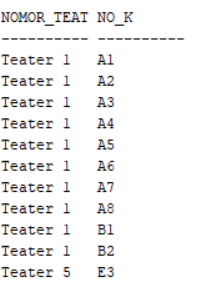 NOMOR_TEAT NO_K
---------- ----------
Teater 1 A1
Teater 1 A2
Teater 1 A3
Teater 1 A4
Teater 1 A5
Teater 1 A6
Teater 1 A7
Teater 1 A8
Teater 1 B1
Teater 1 B2
Teater 5 E3